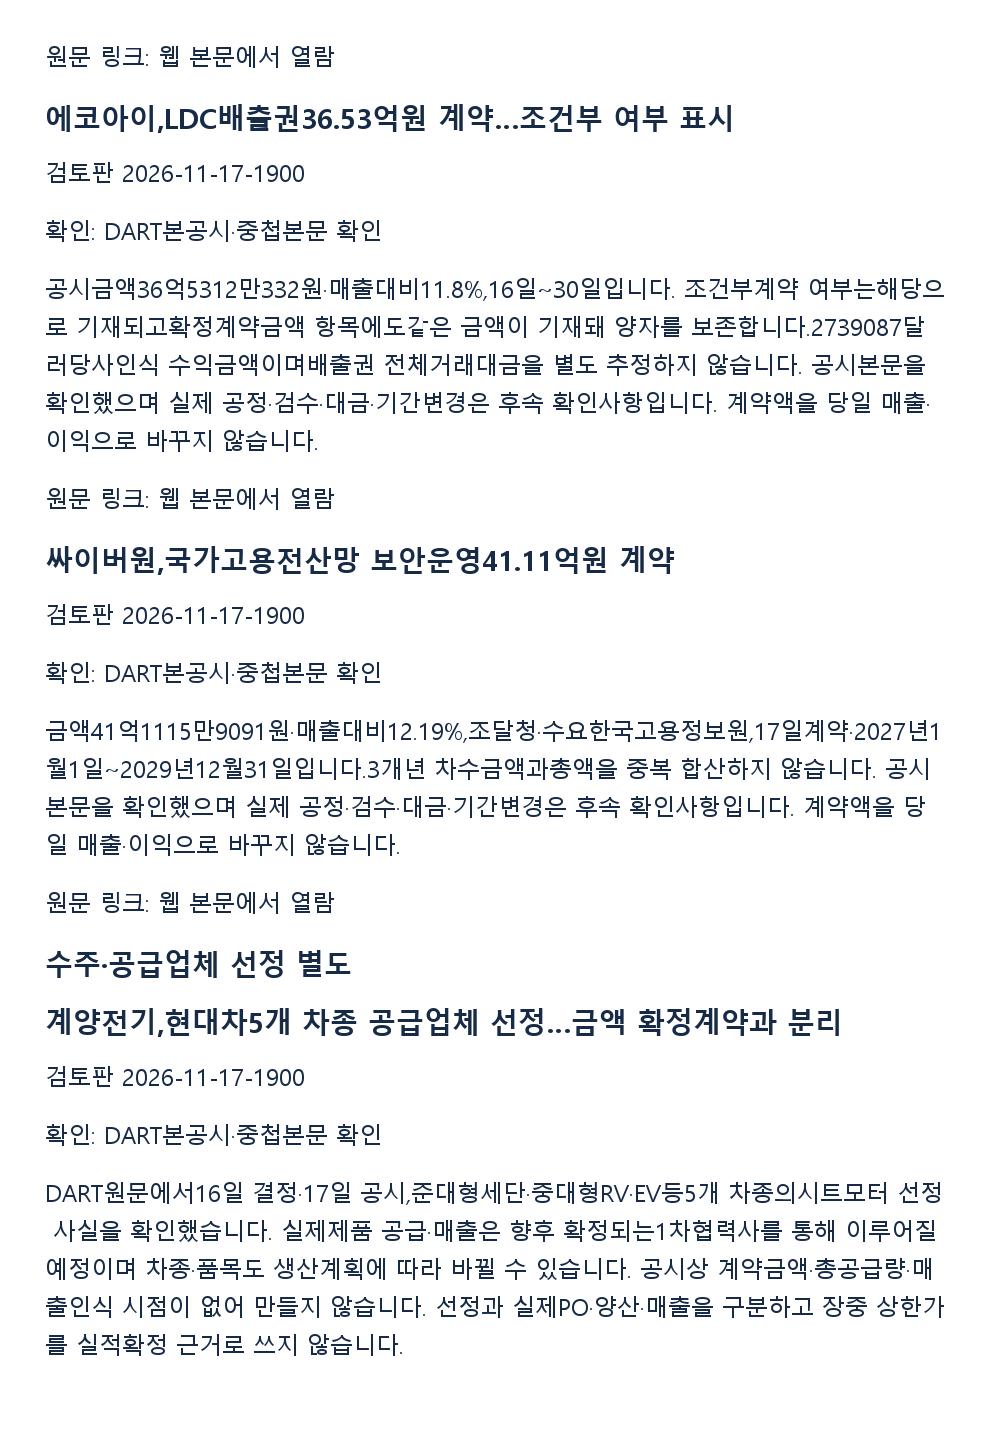 원문 링크: 웹 본문에서 열람
에코아이,LDC배출권36.53억원 계약...조건부 여부 표시
검토판 2026-11-17-1900
확인: DART본공시·중첩본문 확인
공시금액36억5312만332원·매출대비11.8%,16일~30일입니다. 조건부계약 여부는해당으
로 기재되고확정계약금액 항목에도같은 금액이 기재돼 양자를 보존합니다.2739087달
러당사인식 수익금액이며배출권 전체거래대금을 별도 추정하지 않습니다. 공시본문을
확인했으며 실제 공정·검수·대금·기간변경은 후속 확인사항입니다. 계약액을 당일 매출·
이익으로 바꾸지 않습니다.
원문 링크: 웹 본문에서 열람
싸이버원,국가고용전산망 보안운영41.11억원 계약
검토판 2026-11-17-1900
확인: DART본공시·중첩본문 확인
금액41억1115만9091원·매출대비12.19%,조달청·수요한국고용정보원,17일계약·2027년1
월1일~2029년12월31일입니다.3개년 차수금액과총액을 중복 합산하지 않습니다. 공시
본문을 확인했으며 실제 공정·검수·대금·기간변경은 후속 확인사항입니다. 계약액을 당
일 매출·이익으로 바꾸지 않습니다.
원문 링크: 웹 본문에서 열람
수주·공급업체 선정 별도
계양전기,현대차5개 차종 공급업체 선정...금액 확정계약과 분리
검토판 2026-11-17-1900
확인: DART본공시·중첩본문 확인
DART원문에서16일 결정·17일 공시,준대형세단·중대형RV·EV등5개 차종의시트모터 선정
사실을 확인했습니다. 실제제품 공급·매출은 향후 확정되는1차협력사를 통해 이루어질
예정이며 차종·품목도 생산계획에 따라 바뀔 수 있습니다. 공시상 계약금액·총공급량·매
출인식 시점이 없어 만들지 않습니다. 선정과 실제PO·양산·매출을 구분하고 장중 상한가
를 실적확정 근거로 쓰지 않습니다.